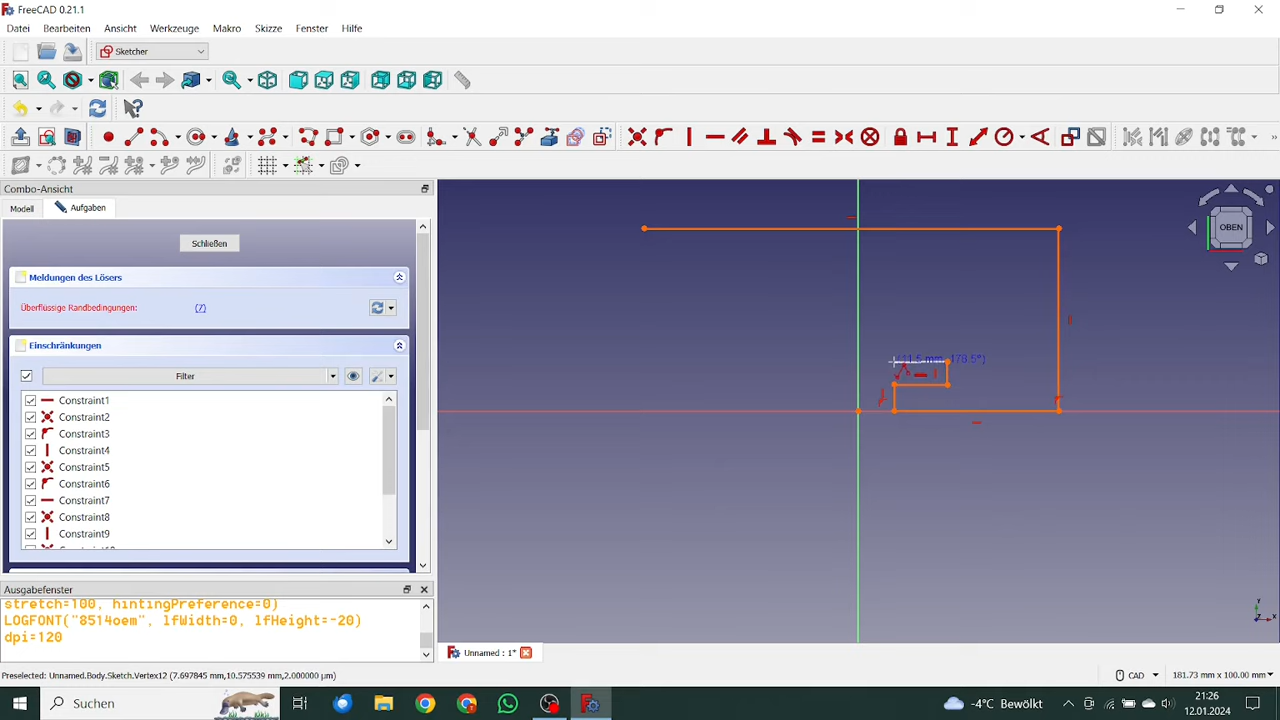 FreeCAD 0.21.1
Datei Bearbeiten Ansicht Werkzeuge Makro Skizze Fenster Hilfe
Sketcher
Combo-Ansicht
Modell Aufgaben
Schließen
Meldungen des Lösers
Überflüssige Randbedingungen: (7)
Einschränkungen
Filter
Constraint1
Constraint2
Constraint3
Constraint4
Constraint5
Constraint6
Constraint7
Constraint8
Constraint9
OBEN
Ausgabefenster
stretch=100, hintingPreference=0)
LOGFONT("8514oem", lfWidth=0, lfHeight=-20)
dpi=120
Unnamed : 1*
Preselected: Unnamed.Body.Sketch.Vertex12 (7.697845 mm,10.575539 mm,2.000000 µm)
CAD
181.73 mm x 100.00 mm
Suchen
-4°C Bewölkt
21:26
12.01.2024